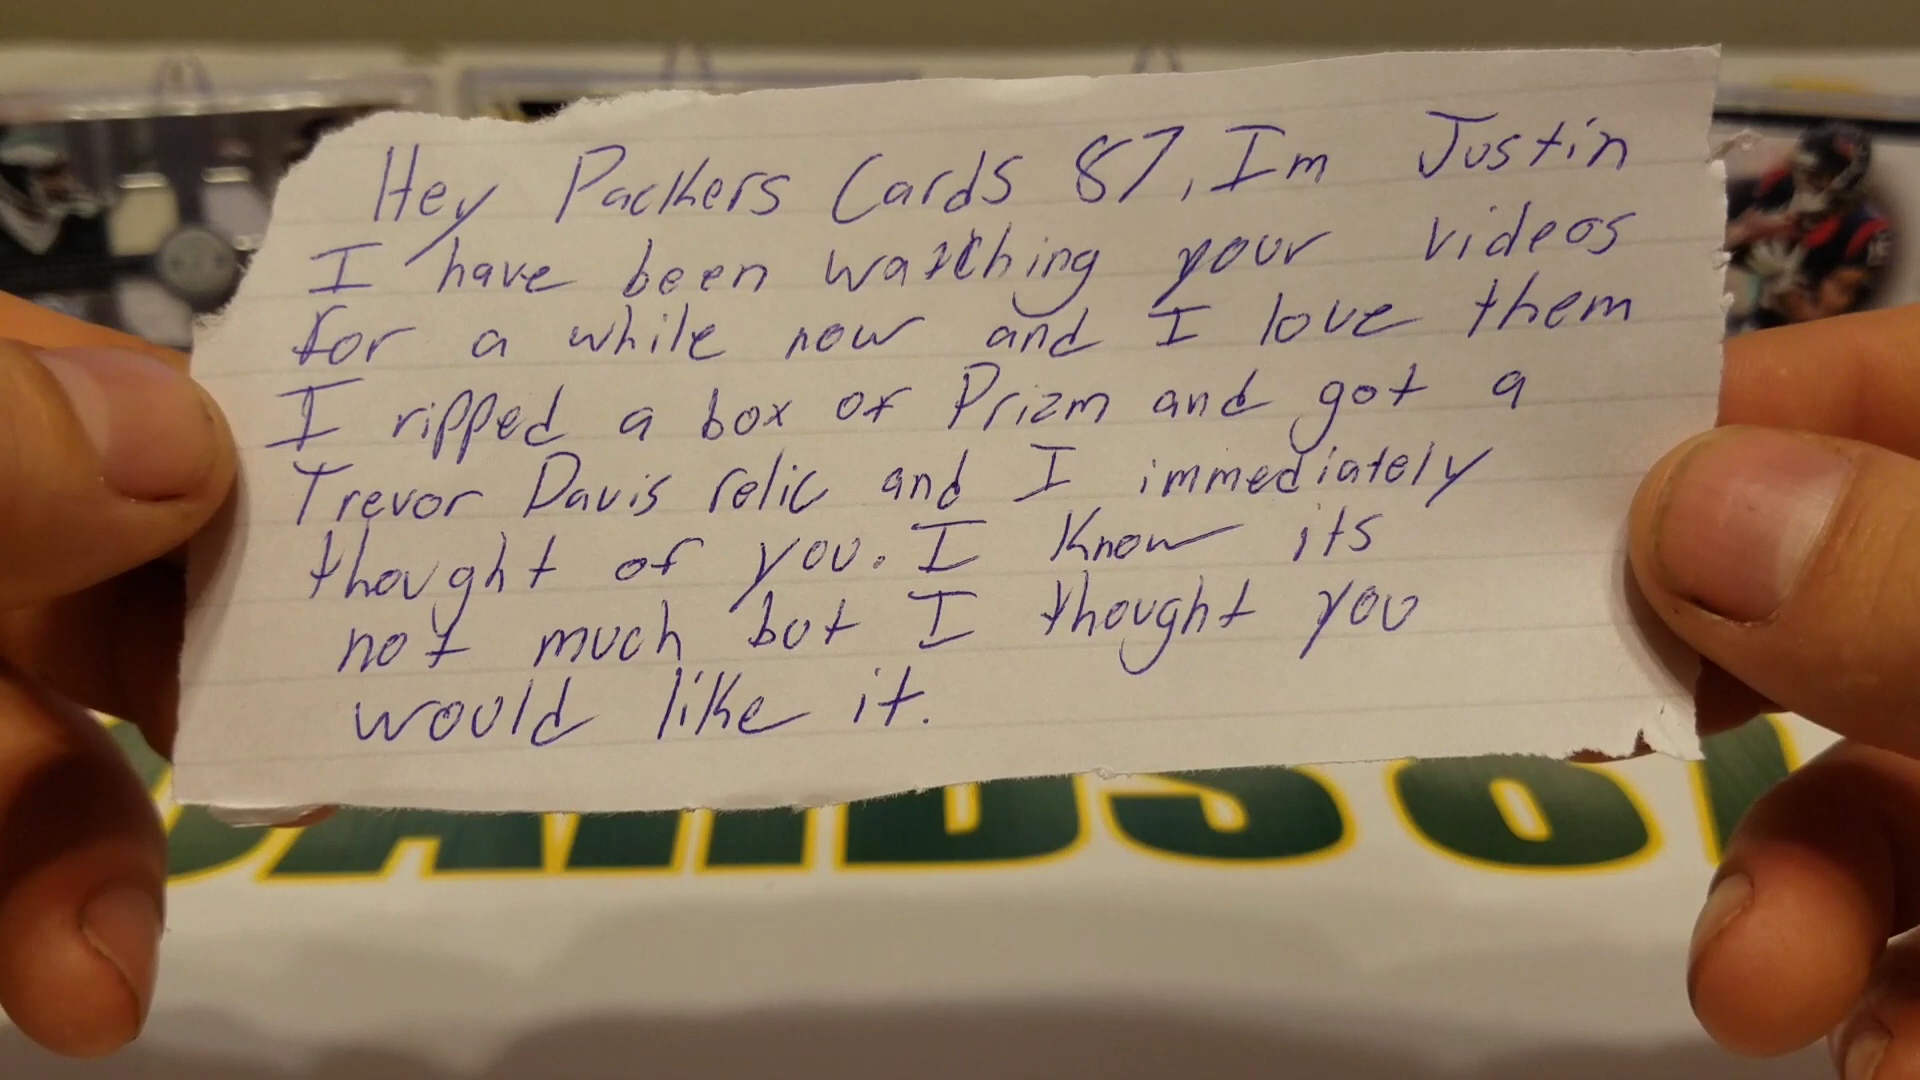 Hey Packers Cards 87, Im Justin
I have been watching your videos
for a while now and I love them
I ripped a box of Prizm and got a
Trevor Davis relic and I immediately
thought of you. I know its
not much but I thought you
would like it.
CARDS 87